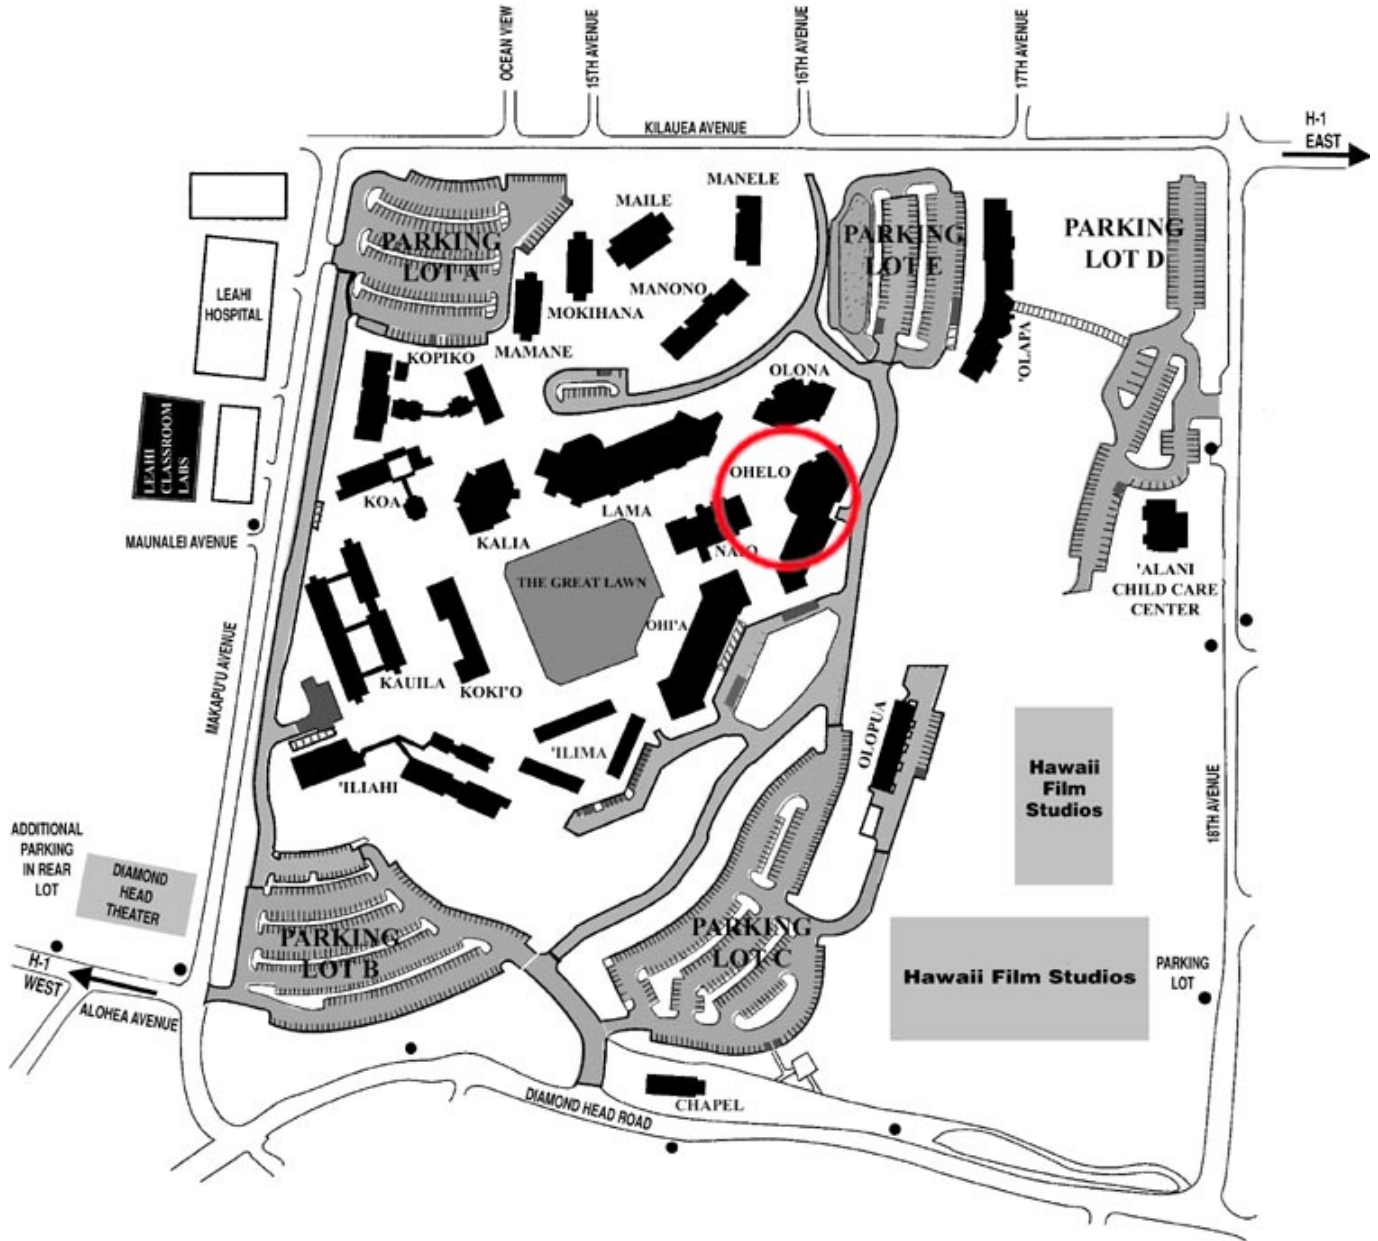 OCEAN VIEW
15TH AVENUE
16TH AVENUE
17TH AVENUE
KILAUEA AVENUE
H-1
EAST
MANELE
MAILE
PARKING
LOT A
PARKING
LOT E
PARKING
LOT D
LEAHI
HOSPITAL
MOKIHANA
MANONO
MAMANE
KOPIKO
'OLAPA
OLONA
LEAHI
CLASSROOM
LABS
OHELO
KOA
LAMA
KALIA
NAIO
MAUNALEI AVENUE
THE GREAT LAWN
'ALANI
CHILD CARE
CENTER
OHI'A
MAKAPU'U AVENUE
KAUILA
KOKI'O
'ILIMA
OLOPUA
'ILIAHI
Hawaii
Film
Studios
18TH AVENUE
ADDITIONAL
PARKING
IN REAR
LOT
DIAMOND
HEAD
THEATER
PARKING
LOT B
PARKING
LOT C
Hawaii Film Studios
PARKING
LOT
H-1
WEST
ALOHEA AVENUE
DIAMOND HEAD ROAD
CHAPEL